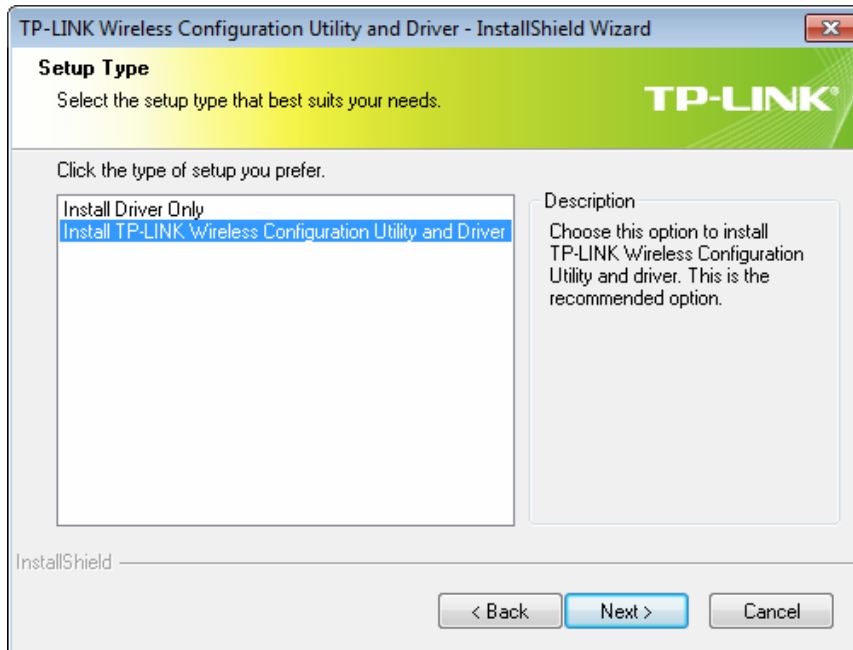 TP-LINK Wireless Configuration Utility and Driver - InstallShield Wizard
Setup Type
Select the setup type that best suits your needs.
TP-LINK®
Click the type of setup you prefer.
Install Driver Only
Install TP-LINK Wireless Configuration Utility and Driver
Description
Choose this option to install
TP-LINK Wireless Configuration
Utility and driver. This is the
recommended option.
InstallShield
< Back
Next >
Cancel